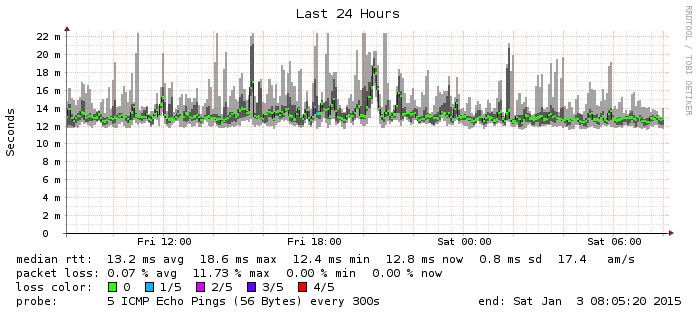 Last 24 Hours
RRDTOOL / TOBI OETIKER
Seconds
22 m
20 m
18 m
16 m
14 m
12 m
10 m
8 m
6 m
4 m
2 m
0
Fri 12:00 Fri 18:00 Sat 00:00 Sat 06:00
median rtt: 13.2 ms avg 18.6 ms max 12.4 ms min 12.8 ms now 0.8 ms sd 17.4 am/s
packet loss: 0.07 % avg 11.73 % max 0.00 % min 0.00 % now
loss color: 0 1/5 2/5 3/5 4/5
probe: 5 ICMP Echo Pings (56 Bytes) every 300s end: Sat Jan 3 08:05:20 2015